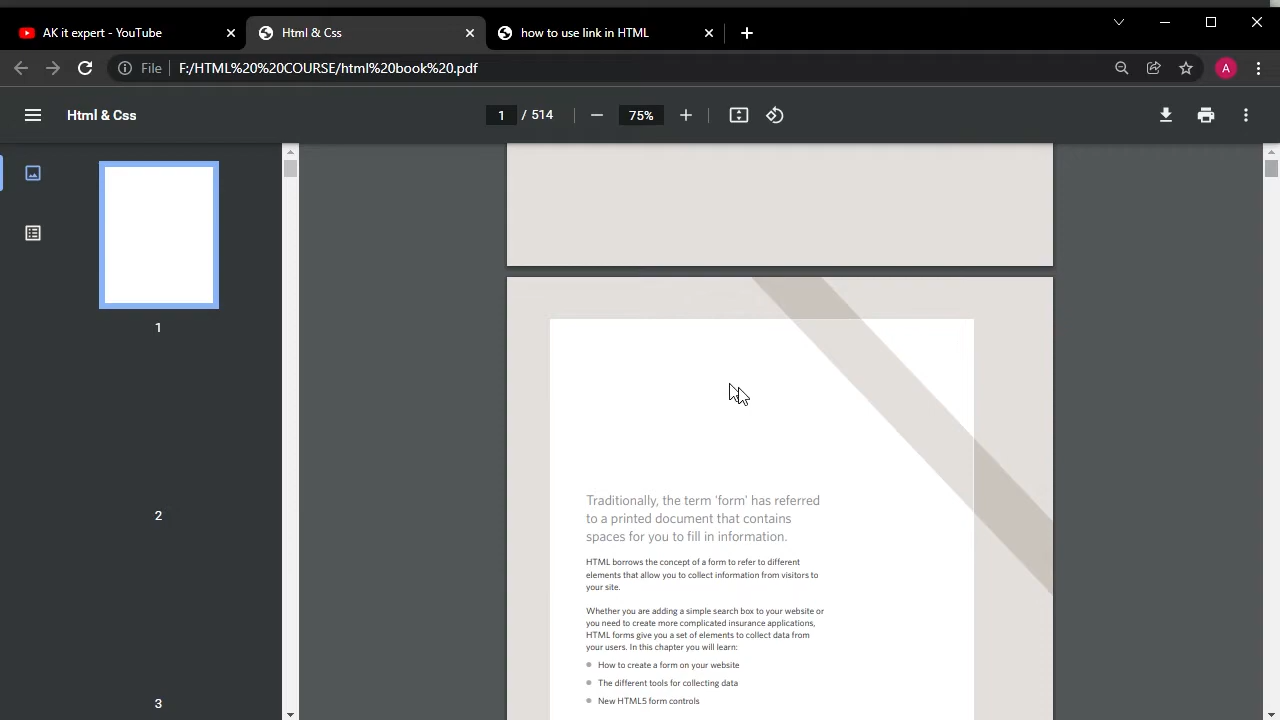 AK it expert - YouTube
Html & Css
how to use link in HTML
File F:/HTML%20%20COURSE/html%20book%20.pdf
A
Html & Css
1 / 514
75%
1
2
3
Traditionally, the term 'form' has referred
to a printed document that contains
spaces for you to fill in information.
HTML borrows the concept of a form to refer to different
elements that allow you to collect information from visitors to
your site.
Whether you are adding a simple search box to your website or
you need to create more complicated insurance applications,
HTML forms give you a set of elements to collect data from
your users. In this chapter you will learn:
How to create a form on your website
The different tools for collecting data
New HTML5 form controls